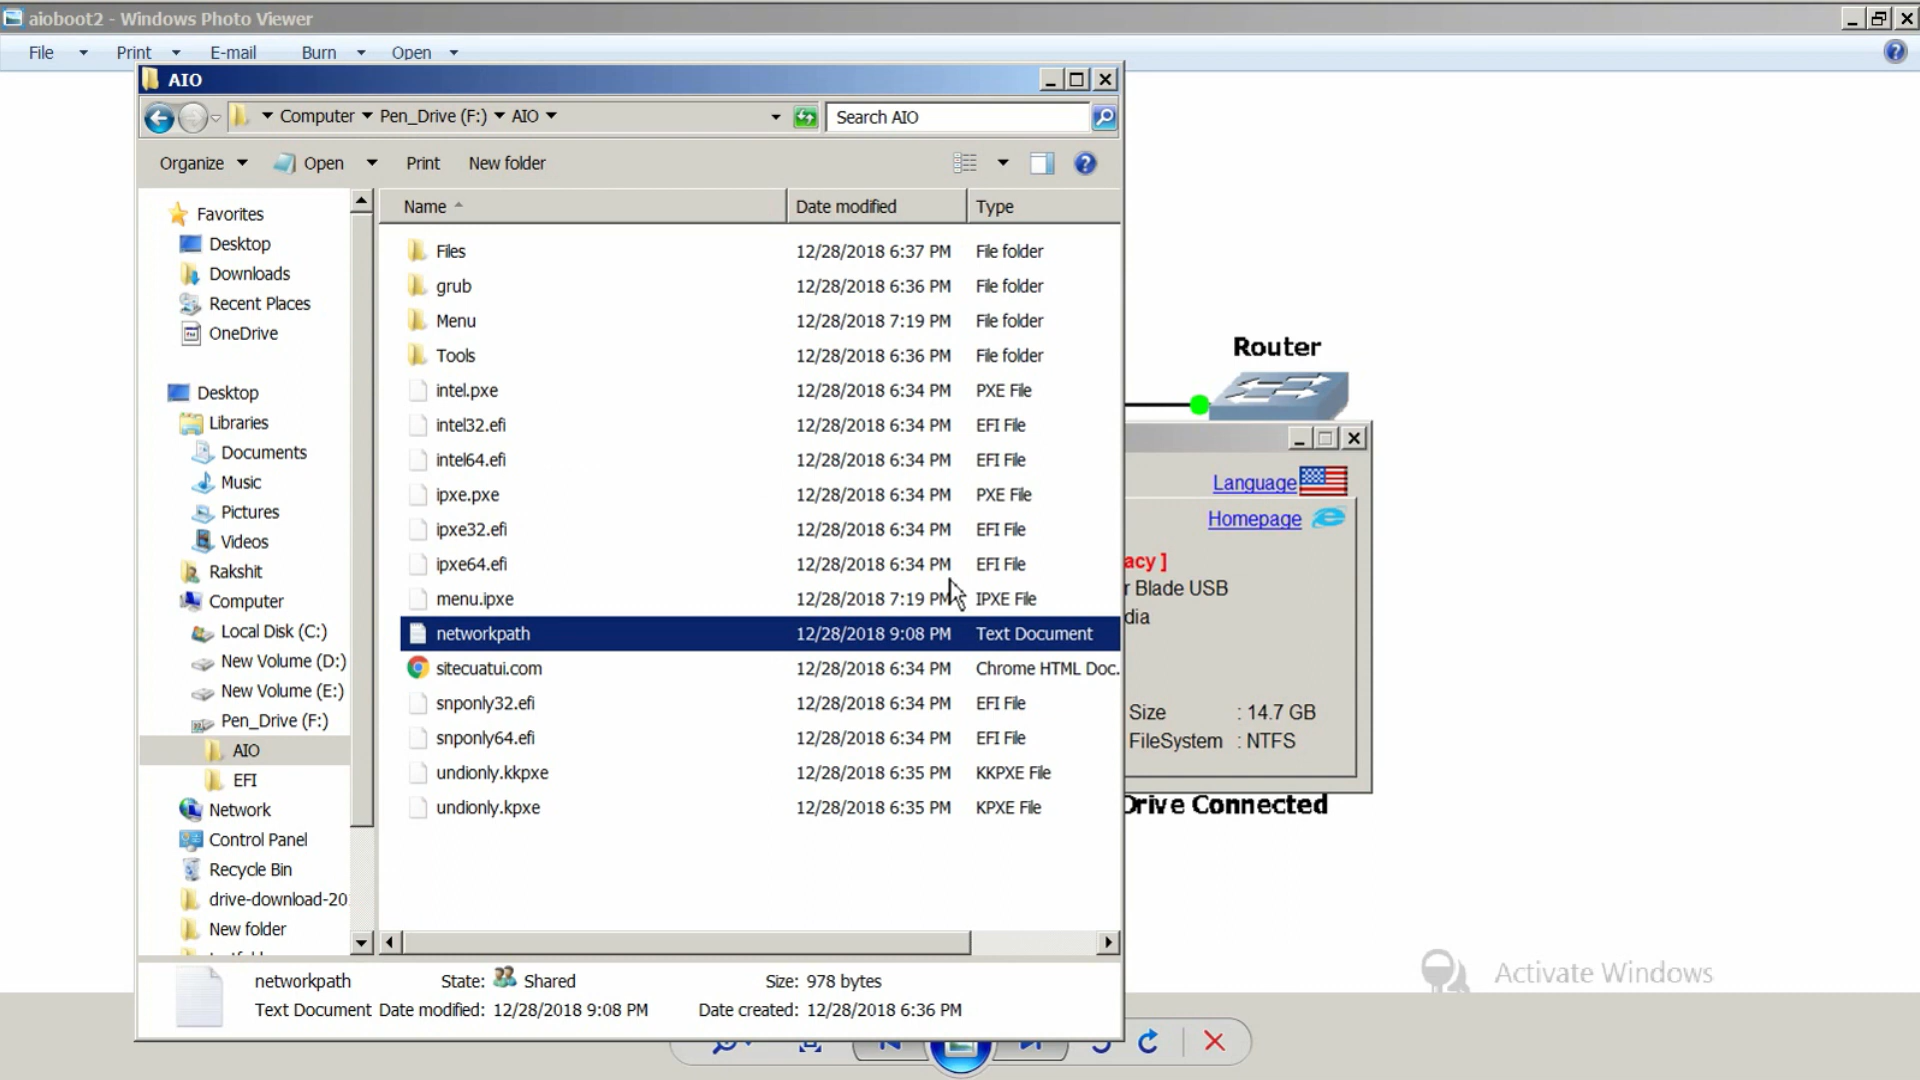 aioboot2 - Windows Photo Viewer
File Print E-mail Burn Open
AIO
Computer Pen_Drive (F:) AIO
Search AIO
Organize Open Print New folder
Name Date modified Type
Favorites
Desktop
Downloads
Recent Places
OneDrive
Desktop
Libraries
Documents
Music
Pictures
Videos
Rakshit
Computer
Local Disk (C:)
New Volume (D:)
New Volume (E:)
Pen_Drive (F:)
AIO
EFI
Network
Control Panel
Recycle Bin
drive-download-20
New folder
Files 12/28/2018 6:37 PM File folder
grub 12/28/2018 6:36 PM File folder
Menu 12/28/2018 7:19 PM File folder
Tools 12/28/2018 6:36 PM File folder
intel.pxe 12/28/2018 6:34 PM PXE File
intel32.efi 12/28/2018 6:34 PM EFI File
intel64.efi 12/28/2018 6:34 PM EFI File
ipxe.pxe 12/28/2018 6:34 PM PXE File
ipxe32.efi 12/28/2018 6:34 PM EFI File
ipxe64.efi 12/28/2018 6:34 PM EFI File
menu.ipxe 12/28/2018 7:19 PM IPXE File
networkpath 12/28/2018 9:08 PM Text Document
sitecuatui.com 12/28/2018 6:34 PM Chrome HTML Doc.
snponly32.efi 12/28/2018 6:34 PM EFI File
snponly64.efi 12/28/2018 6:34 PM EFI File
undionly.kkpxe 12/28/2018 6:35 PM KKPXE File
undionly.kpxe 12/28/2018 6:35 PM KPXE File
networkpath State: Shared Size: 978 bytes
Text Document Date modified: 12/28/2018 9:08 PM Date created: 12/28/2018 6:36 PM
Router
Language
Homepage
acy ]
r Blade USB
dia
Size : 14.7 GB
FileSystem : NTFS
Drive Connected
Activate Windows